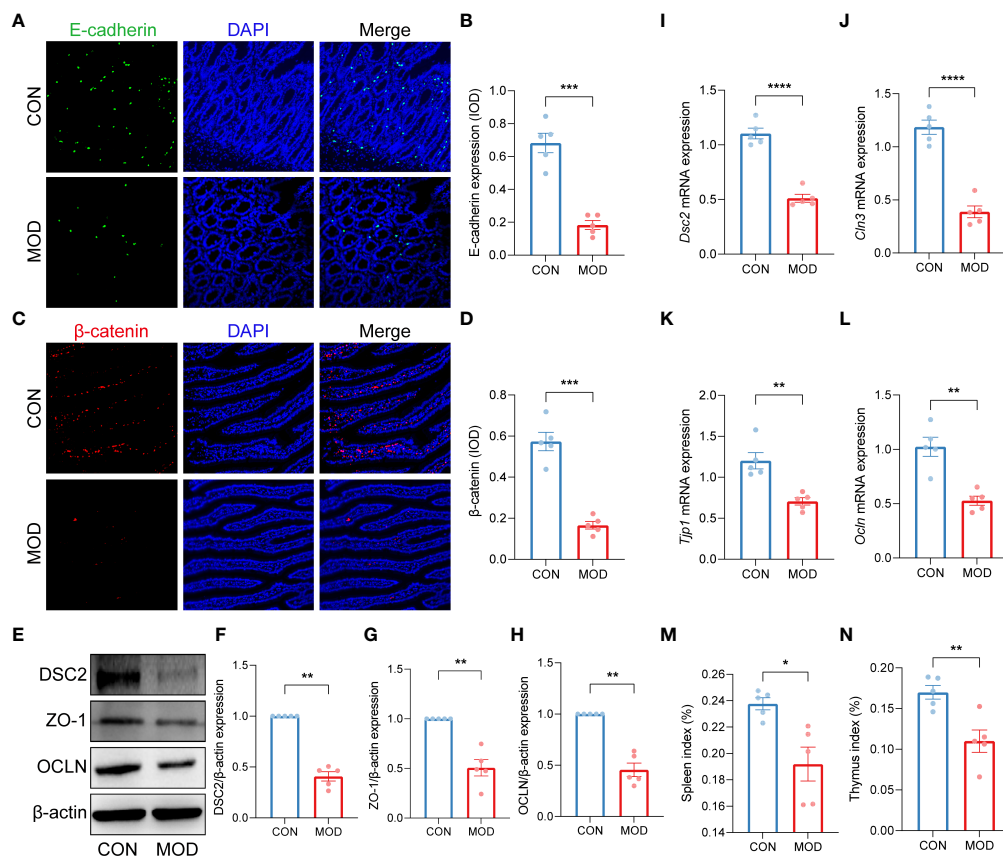 A
E-cadherin
DAPI
Merge
CON
MOD
B
E-cadherin expression (IOD)
1.0
0.8
0.6
0.4
0.2
0.0
***
CON
MOD
I
Dsc2 mRNA expression
1.5
1.0
0.5
0.0
****
CON
MOD
J
Cln3 mRNA expression
1.5
1.0
0.5
0.0
****
CON
MOD
C
β-catenin
DAPI
Merge
CON
MOD
D
β-catenin (IOD)
0.8
0.6
0.4
0.2
0.0
***
CON
MOD
K
Tjp1 mRNA expression
2.0
1.5
1.0
0.5
0.0
**
CON
MOD
L
Ocln mRNA expression
1.5
1.0
0.5
0.0
**
CON
MOD
E
DSC2
ZO-1
OCLN
β-actin
CON
MOD
F
DSC2/β-actin expression
1.5
1.0
0.5
0.0
**
CON
MOD
G
ZO-1/β-actin expression
1.5
1.0
0.5
0.0
**
CON
MOD
H
OCLN/β-actin expression
1.5
1.0
0.5
0.0
**
CON
MOD
M
Spleen index (%)
0.26
0.24
0.22
0.20
0.18
0.16
0.14
*
CON
MOD
N
Thymus index (%)
0.20
0.15
0.10
0.05
0.00
**
CON
MOD